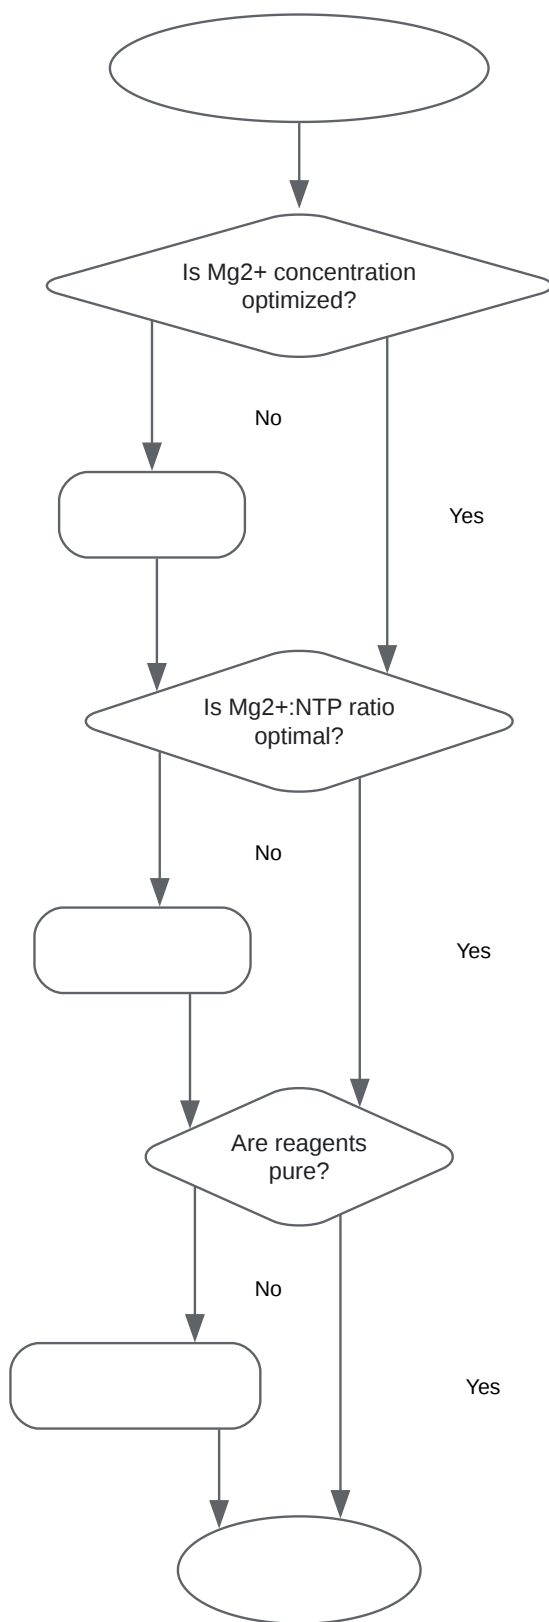 Is Mg2+ concentration
optimized?
No
Yes
Is Mg2+:NTP ratio
optimal?
No
Yes
Are reagents
pure?
No
Yes